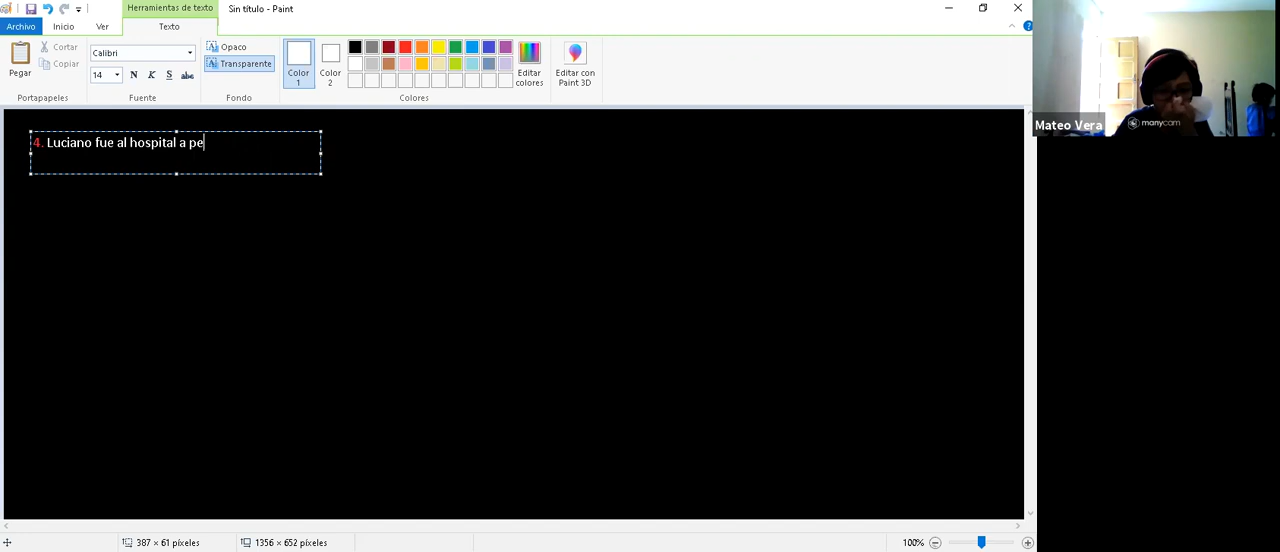 Herramientas de texto
Sin título - Paint
Archivo
Inicio
Ver
Texto
Pegar
Cortar
Copiar
Portapapeles
Calibri
14
N K S abc
Fuente
Opaco
Transparente
Fondo
Color 1
Color 2
Editar colores
Editar con Paint 3D
Colores
4. Luciano fue al hospital a pe
Mateo Vera
manycam
387 × 61 píxeles
1356 × 652 píxeles
100%